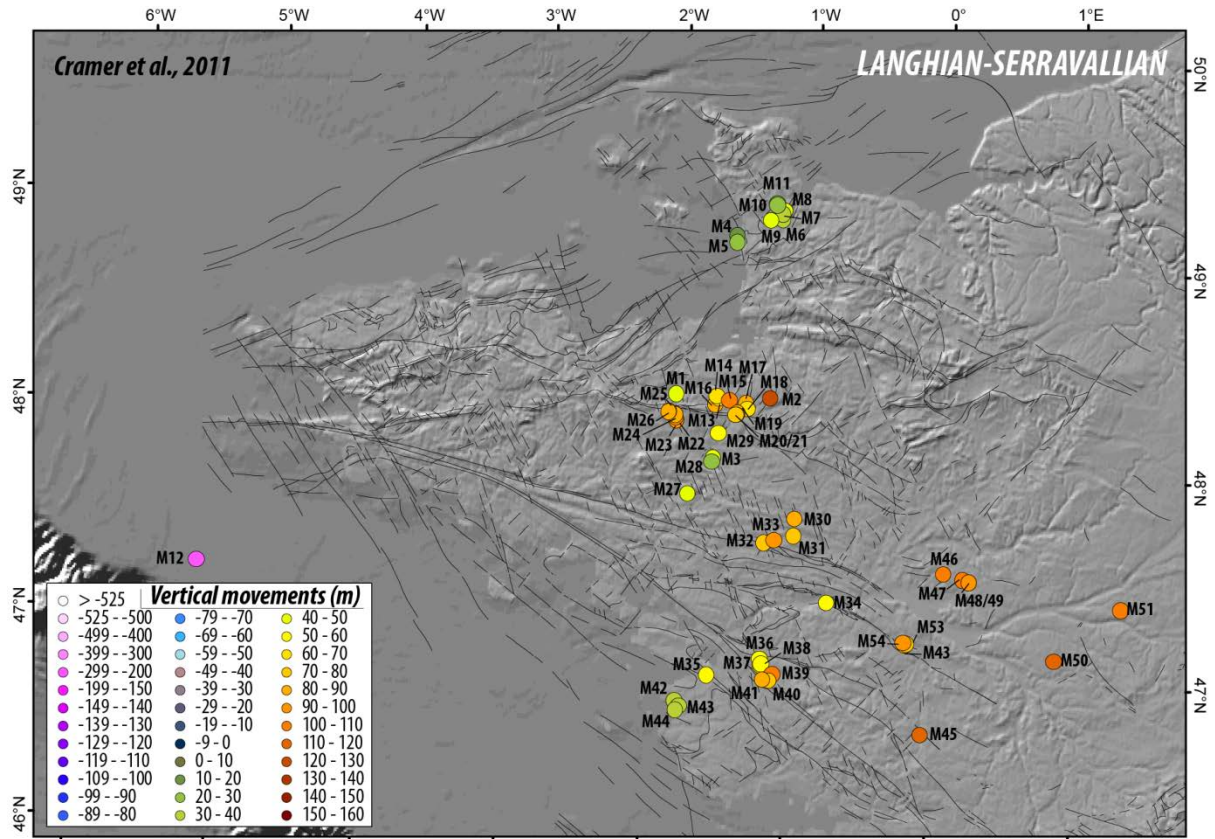 6°W 5°W 4°W 3°W 2°W 1°W 0° 1°E
Cramer et al., 2011
LANGHIAN-SERRAVALLIAN
50°N
49°N
49°N
48°N
48°N
47°N
47°N
46°N
M11
M10
M8
M7
M4
M9
M6
M5
M14
M17
M1
M16
M15
M18
M25
M2
M26
M13
M19
M24
M23
M22
M29
M20/21
M28
M3
M27
M33
M30
M32
M31
M12
M46
M47
M48/49
M34
M51
M53
M54
M43
M36
M38
M35
M37
M39
M50
M42
M41
M40
M43
M44
M45
Vertical movements (m)
> -525
-525 - -500
-499 - -400
-399 - -300
-299 - -200
-199 - -150
-149 - -140
-139 - -130
-129 - -120
-119 - -110
-109 - -100
-99 - -90
-89 - -80
-79 - -70
-69 - -60
-59 - -50
-49 - -40
-39 - -30
-29 - -20
-19 - -10
-9 - 0
0 - 10
10 - 20
20 - 30
30 - 40
40 - 50
50 - 60
60 - 70
70 - 80
80 - 90
90 - 100
100 - 110
110 - 120
120 - 130
130 - 140
140 - 150
150 - 160